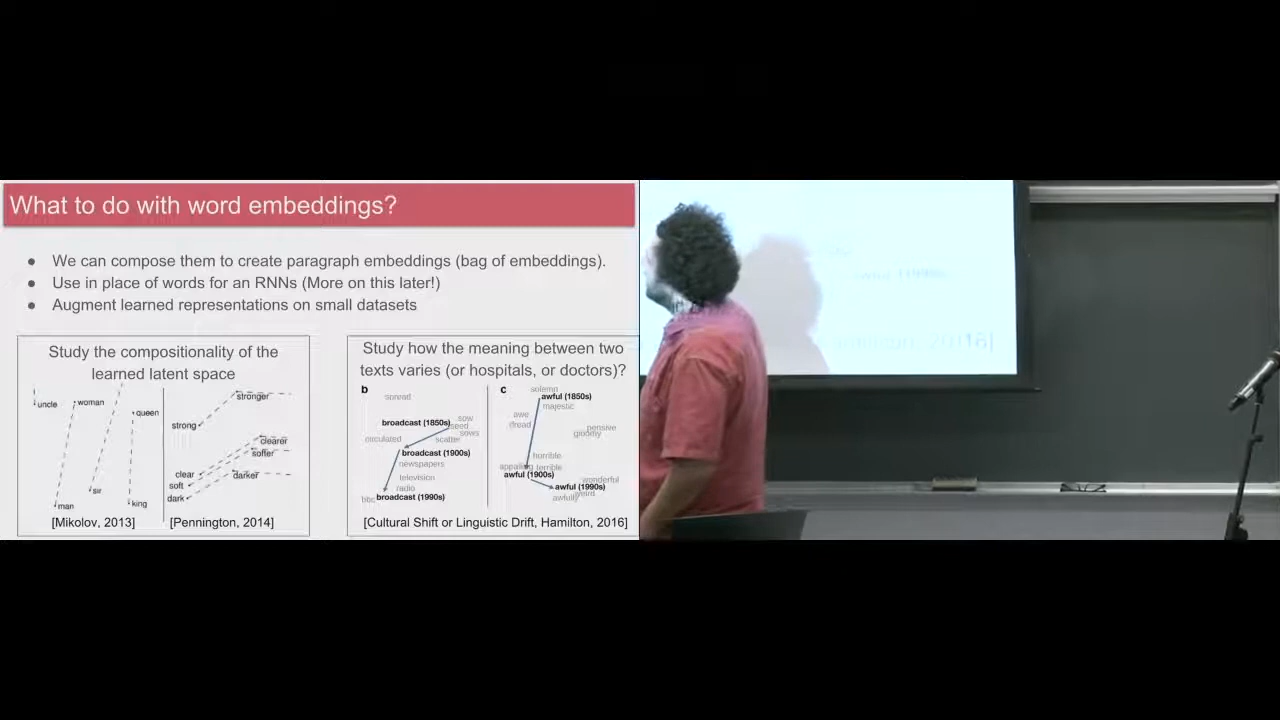 What to do with word embeddings?
● We can compose them to create paragraph embeddings (bag of embeddings).
● Use in place of words for an RNNs (More on this later!)
● Augment learned representations on small datasets
Study the compositionality of the
learned latent space
uncle
woman
queen
sir
man
king
[Mikolov, 2013]
stronger
strong
clearer
softer
clear
soft
darker
dark
[Pennington, 2014]
Study how the meaning between two
texts varies (or hospitals, or doctors)?
b
spread
broadcast (1850s)
sow
seed
sows
circulated
scatter
broadcast (1900s)
newspapers
television
radio
bbc
broadcast (1990s)
c
solemn
awful (1850s)
majestic
awe
dread
pensive
gloomy
horrible
appalling
terrible
awful (1900s)
wonderful
awful (1990s)
weird
awfully
[Cultural Shift or Linguistic Drift, Hamilton, 2016]